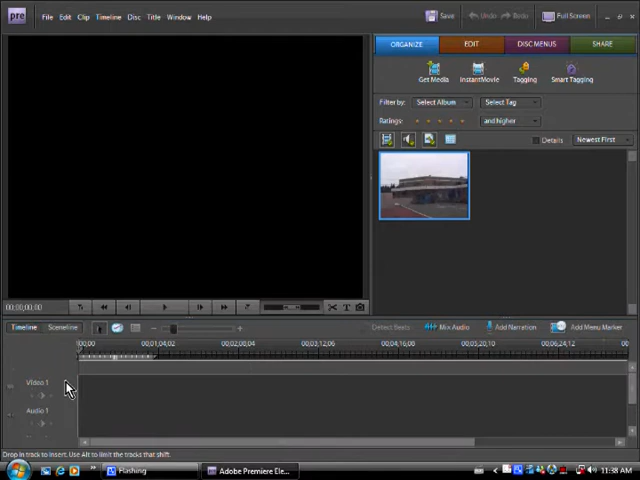 pre File Edit Clip Timeline Disc Title Window Help Save Undo Redo Full Screen
ORGANIZE EDIT DISC MENUS SHARE
Get Media InstantMovie Tagging Smart Tagging
Filter by: Select Album Select Tag
Ratings: and higher
Details Newest First
00;00;00;00
Timeline Sceneline Detect Beats Mix Audio Add Narration Add Menu Marker
00;00 00;01;04;02 00;02;08;04 00;03;12;06 00;04;16;08 00;05;20;10 00;06;24;12 00;0
Video 1
Audio 1
Drop in track to Insert. Use Alt to limit the tracks that shift.
Flashing Adobe Premiere Ele... 11:38 AM